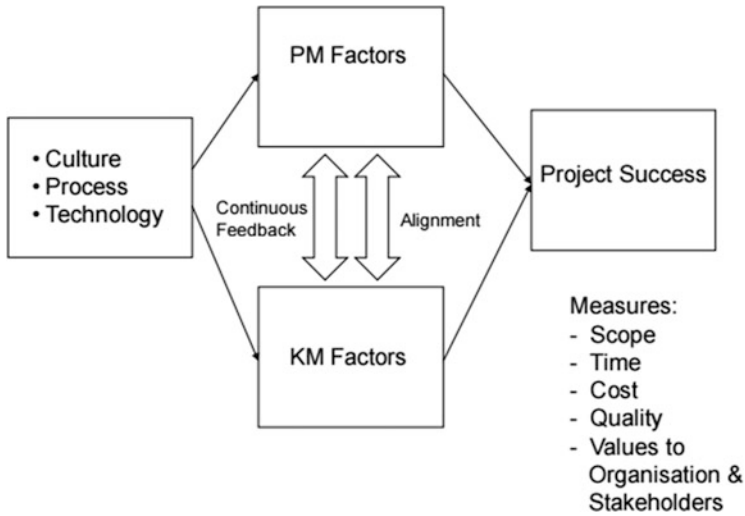 PM Factors
• Culture
• Process
• Technology
Continuous
Feedback
Alignment
Project Success
KM Factors
Measures:
- Scope
- Time
- Cost
- Quality
- Values to
Organisation &
Stakeholders